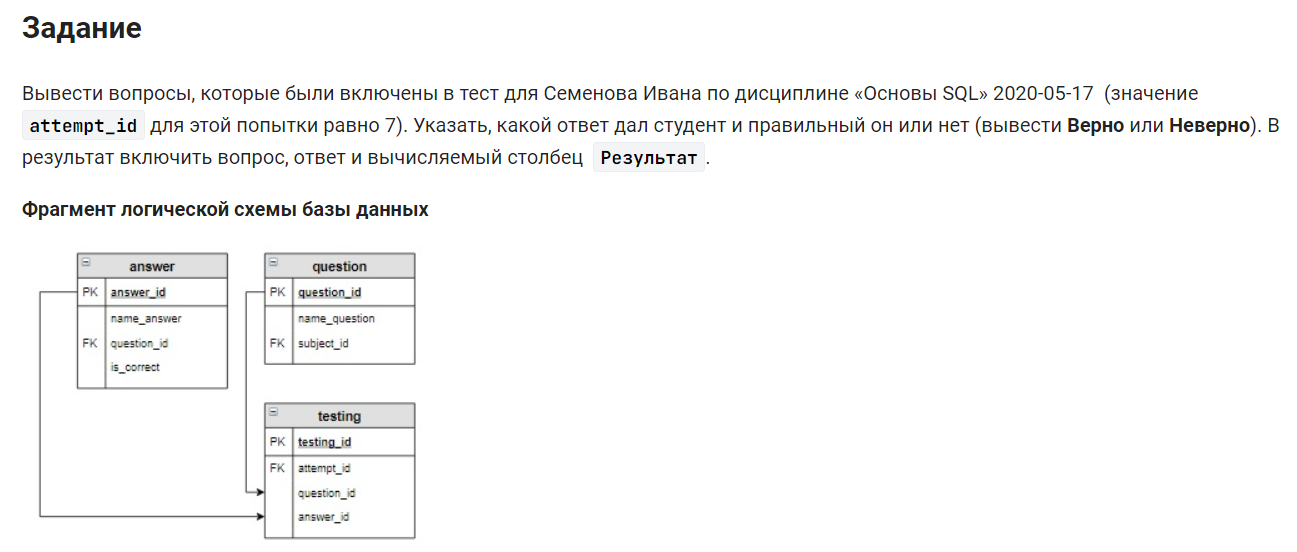 Задание
Вывести вопросы, которые были включены в тест для Семенова Ивана по дисциплине «Основы SQL» 2020-05-17 (значение
attempt_id для этой попытки равно 7). Указать, какой ответ дал студент и правильный он или нет (вывести Верно или Неверно). В
результат включить вопрос, ответ и вычисляемый столбец Результат.
Фрагмент логической схемы базы данных
answer
PK answer_id
name_answer
FK question_id
is_correct
question
PK question_id
name_question
FK subject_id
testing
PK testing_id
FK attempt_id
question_id
answer_id